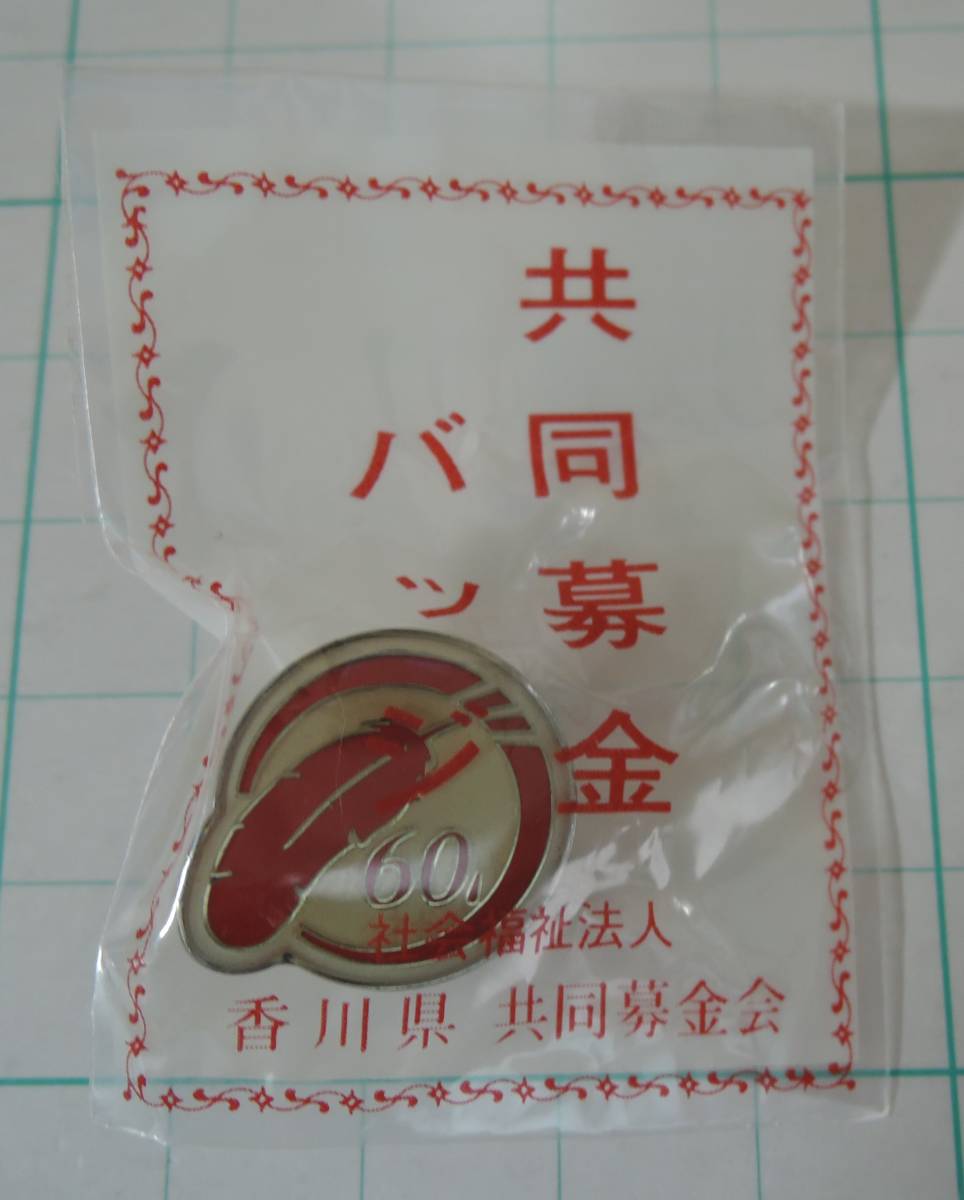 共同募金
バッジ
60
社会福祉法人
香川県 共同募金会